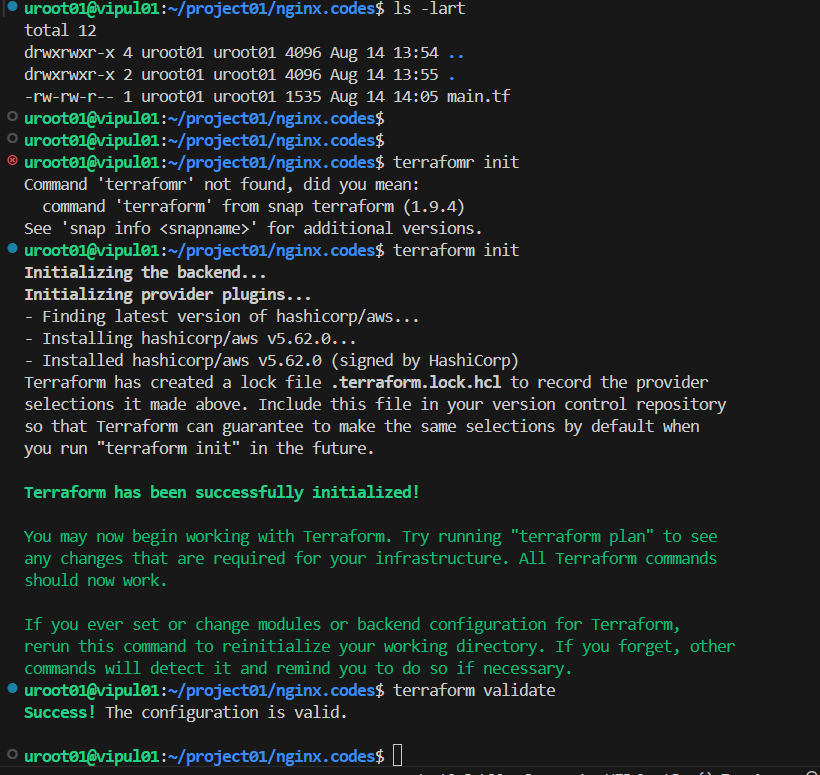 uroot01@vipul01:~/project01/nginx.codes$ ls -lart
total 12
drwxrwxr-x 4 uroot01 uroot01 4096 Aug 14 13:54 ..
drwxrwxr-x 2 uroot01 uroot01 4096 Aug 14 13:55 .
-rw-rw-r-- 1 uroot01 uroot01 1535 Aug 14 14:05 main.tf
uroot01@vipul01:~/project01/nginx.codes$
uroot01@vipul01:~/project01/nginx.codes$
uroot01@vipul01:~/project01/nginx.codes$ terrafomr init
Command 'terrafomr' not found, did you mean:
  command 'terraform' from snap terraform (1.9.4)
See 'snap info <snapname>' for additional versions.
uroot01@vipul01:~/project01/nginx.codes$ terraform init
Initializing the backend...
Initializing provider plugins...
- Finding latest version of hashicorp/aws...
- Installing hashicorp/aws v5.62.0...
- Installed hashicorp/aws v5.62.0 (signed by HashiCorp)
Terraform has created a lock file .terraform.lock.hcl to record the provider
selections it made above. Include this file in your version control repository
so that Terraform can guarantee to make the same selections by default when
you run "terraform init" in the future.

Terraform has been successfully initialized!

You may now begin working with Terraform. Try running "terraform plan" to see
any changes that are required for your infrastructure. All Terraform commands
should now work.

If you ever set or change modules or backend configuration for Terraform,
rerun this command to reinitialize your working directory. If you forget, other
commands will detect it and remind you to do so if necessary.
uroot01@vipul01:~/project01/nginx.codes$ terraform validate
Success! The configuration is valid.

uroot01@vipul01:~/project01/nginx.codes$